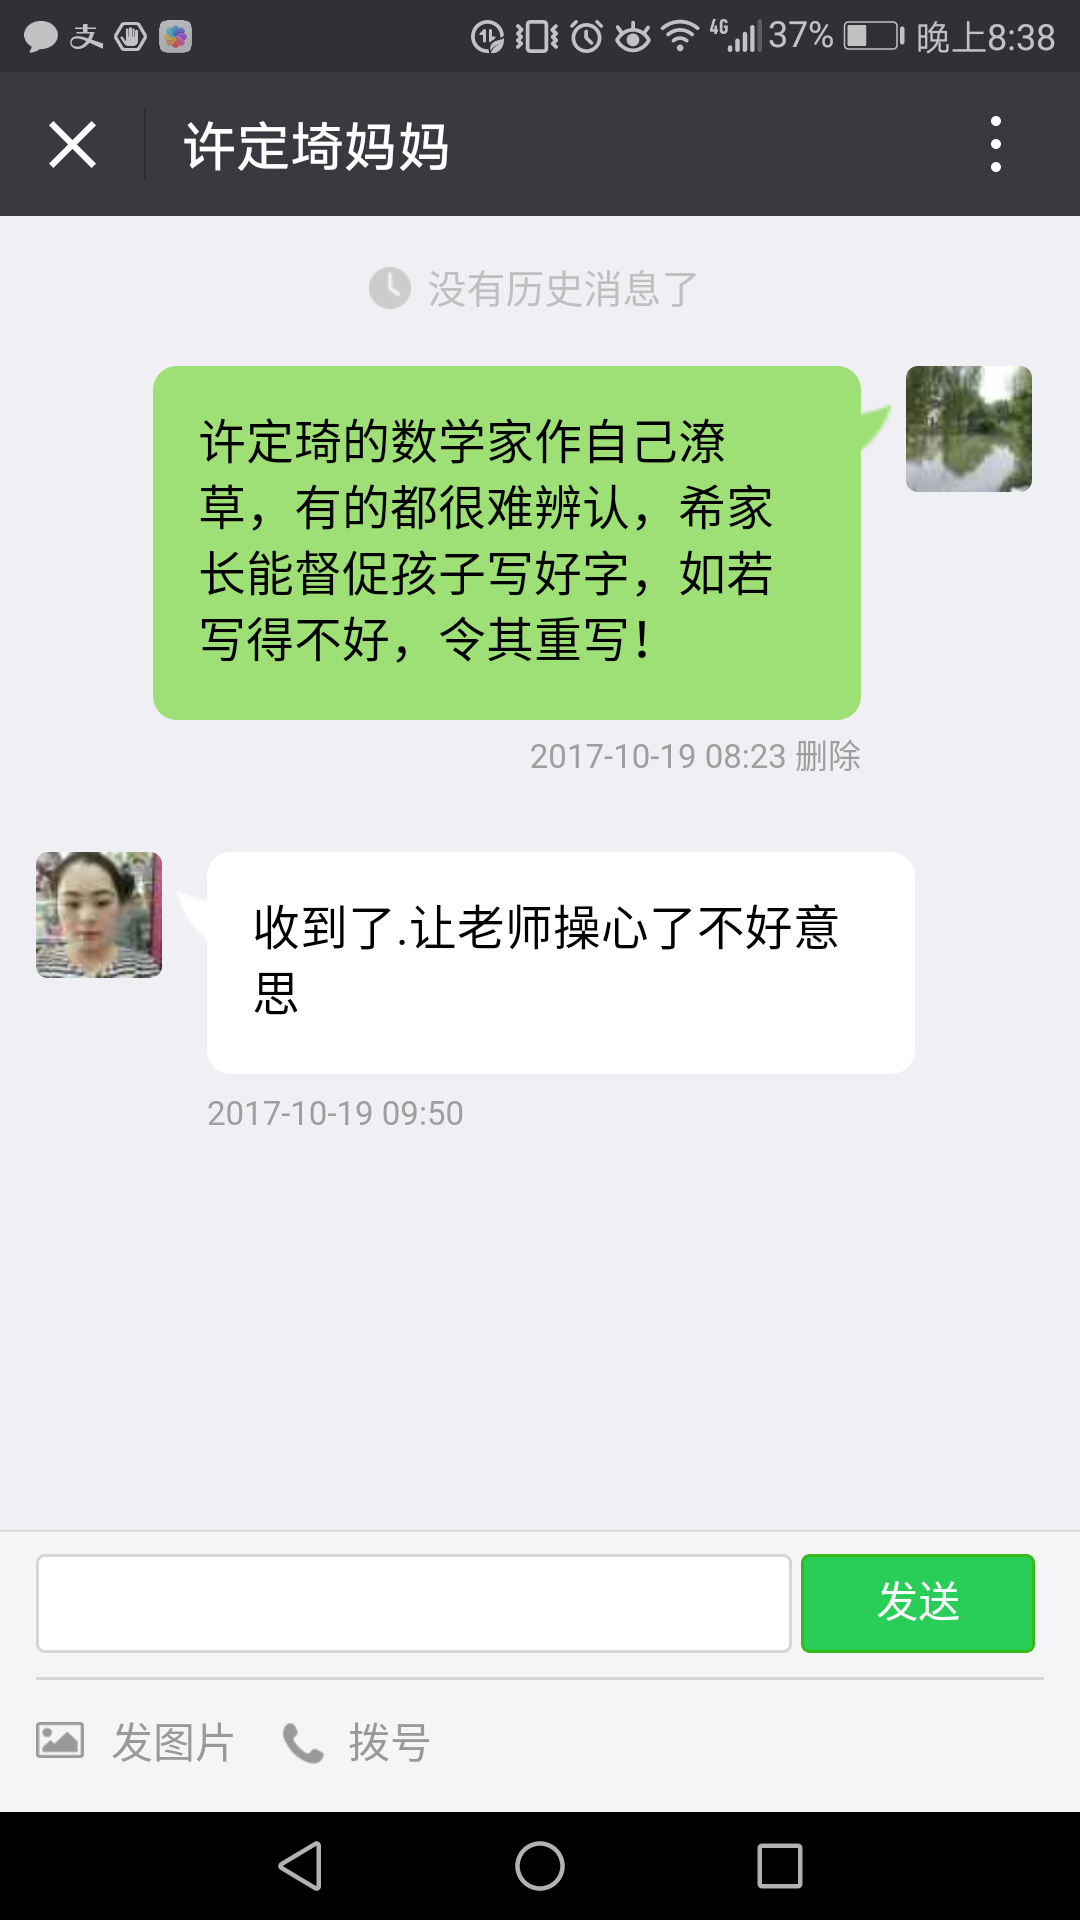 4G 37% 晚上8:38
许定埼妈妈
没有历史消息了
许定琦的数学家作自己潦
草，有的都很难辨认，希家
长能督促孩子写好字，如若
写得不好，令其重写！
2017-10-19 08:23 删除
收到了.让老师操心了不好意
思
2017-10-19 09:50
发送
发图片 拨号